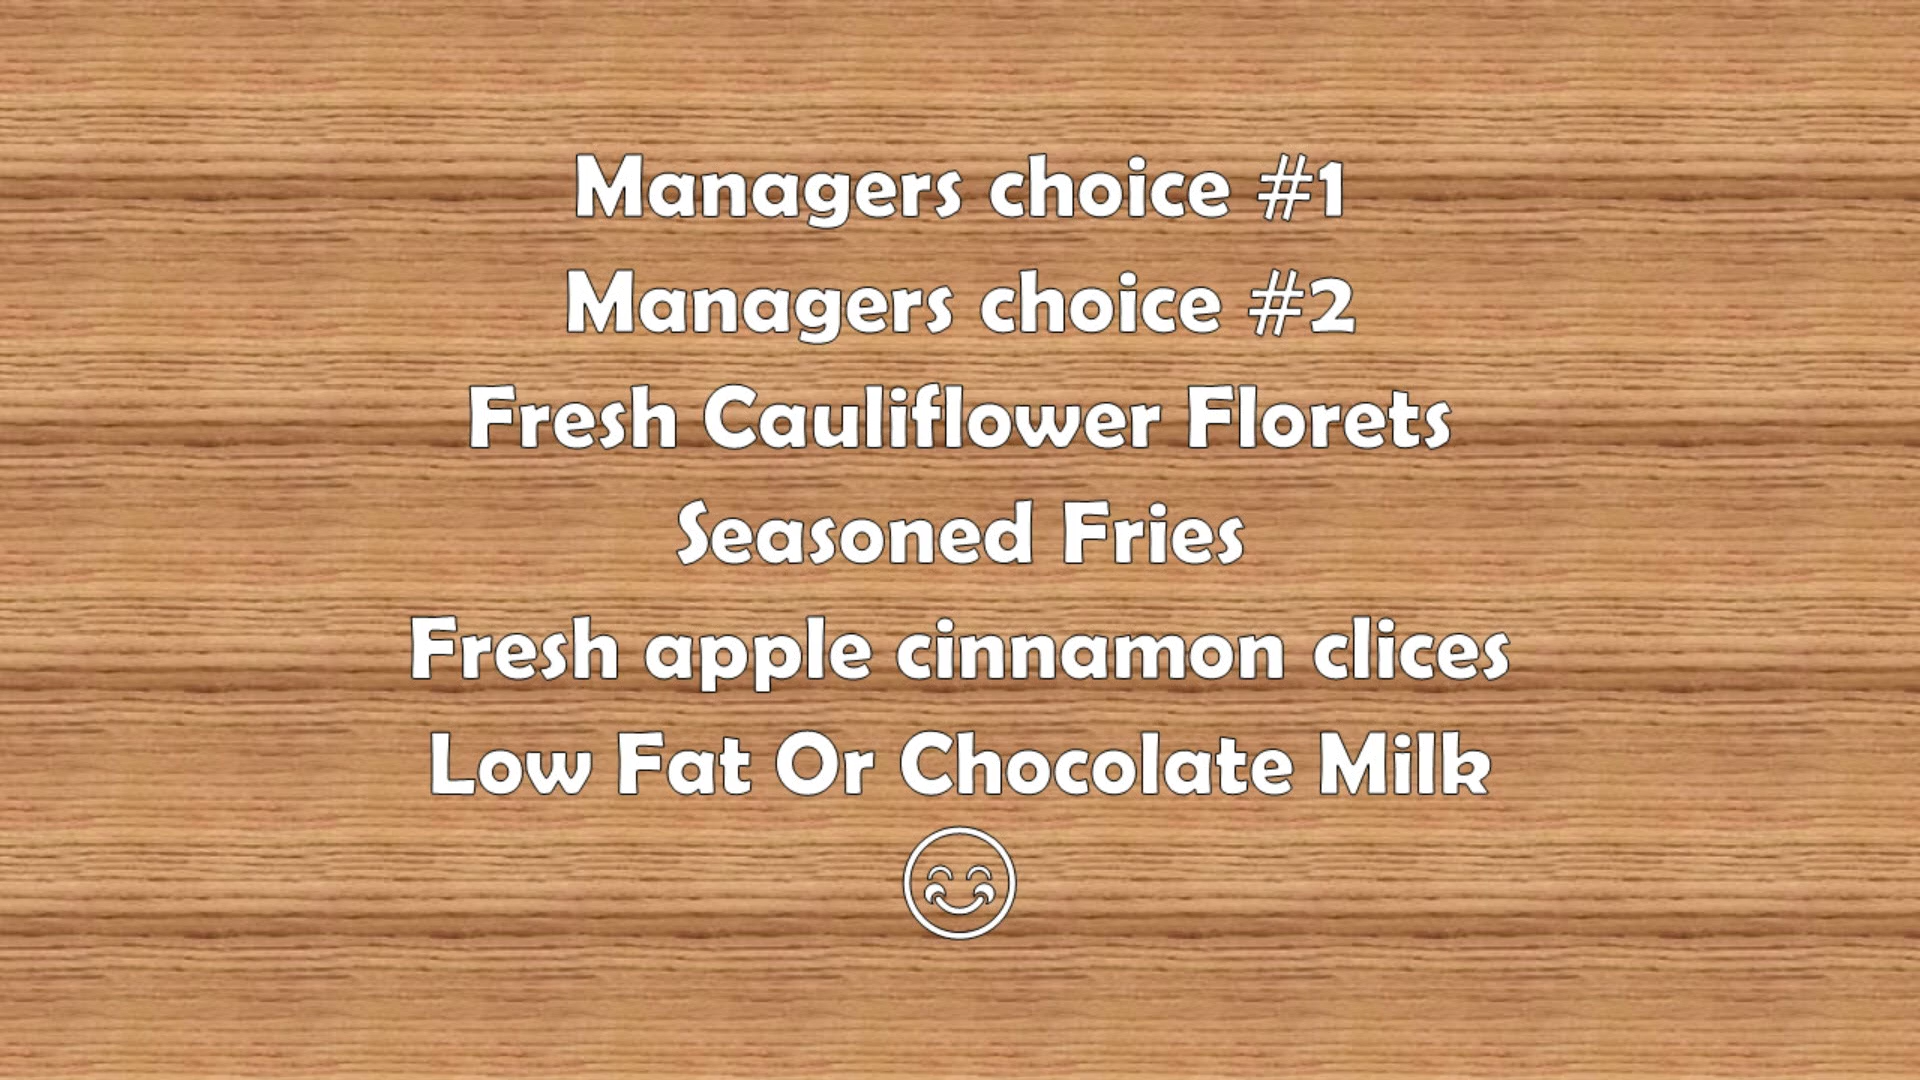 Managers choice #1
Managers choice #2
Fresh Cauliflower Florets
Seasoned Fries
Fresh apple cinnamon clices
Low Fat Or Chocolate Milk
😊